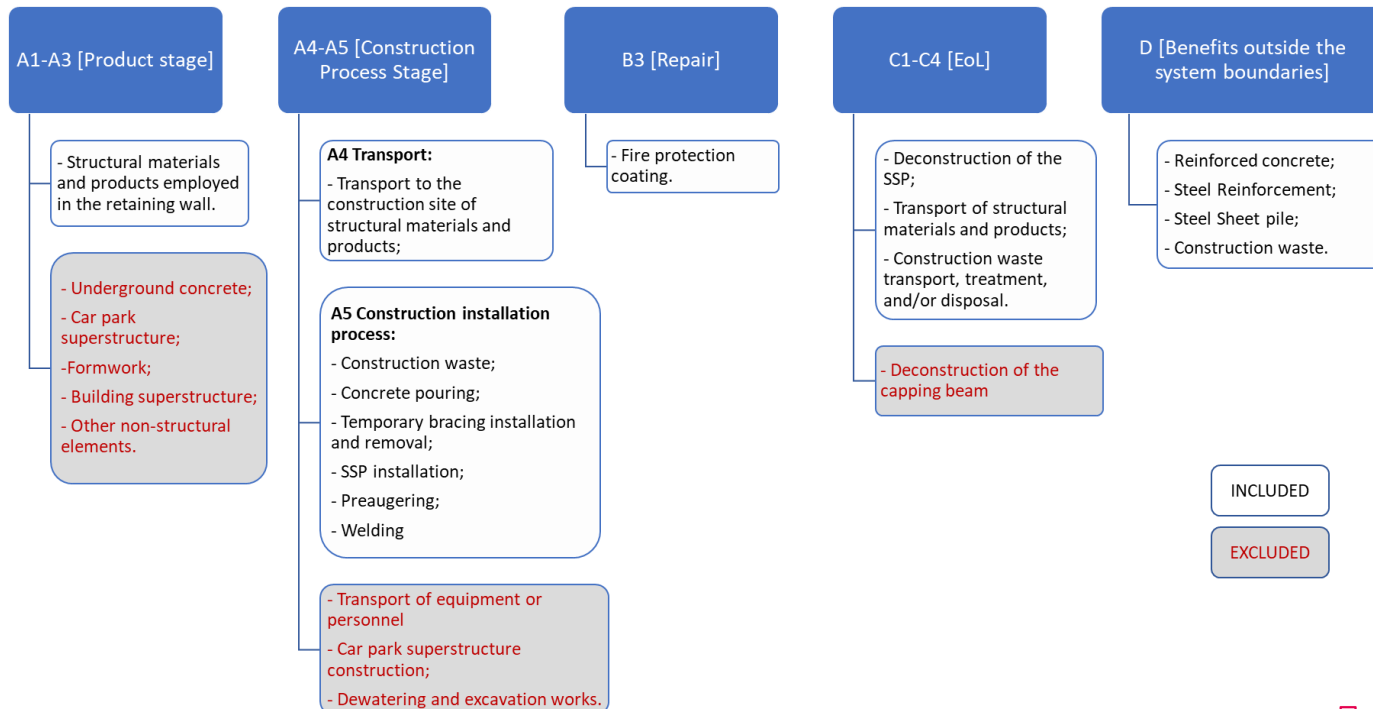 A1-A3 [Product stage]
- Structural materials
and products employed
in the retaining wall.
- Underground concrete;
- Car park
superstructure;
-Formwork;
- Building superstructure;
- Other non-structural
elements.
A4-A5 [Construction
Process Stage]
A4 Transport:
- Transport to the
construction site of
structural materials and
products;
A5 Construction installation
process:
- Construction waste;
- Concrete pouring;
- Temporary bracing installation
and removal;
- SSP installation;
- Preaugering;
- Welding
- Transport of equipment or
personnel
- Car park superstructure
construction;
- Dewatering and excavation works.
B3 [Repair]
- Fire protection
coating.
C1-C4 [EoL]
- Deconstruction of the
SSP;
- Transport of structural
materials and products;
- Construction waste
transport, treatment,
and/or disposal.
- Deconstruction of the
capping beam
D [Benefits outside the
system boundaries]
- Reinforced concrete;
- Steel Reinforcement;
- Steel Sheet pile;
- Construction waste.
INCLUDED
EXCLUDED